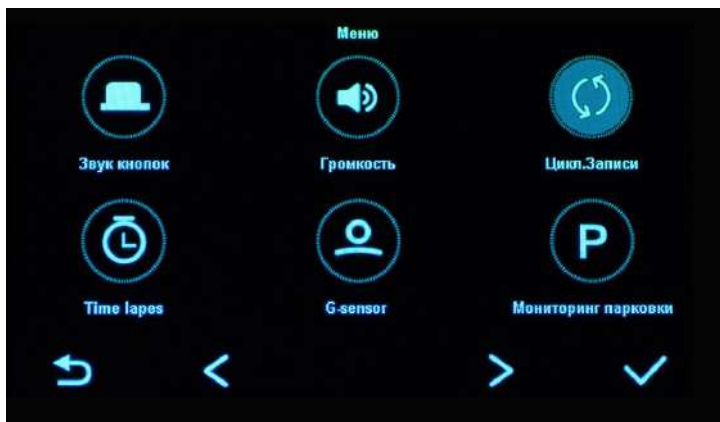 Меню
Звук кнопок
Громкость
Цикл.Записи
P
Time lapes
G-sensor
Мониторинг парковки